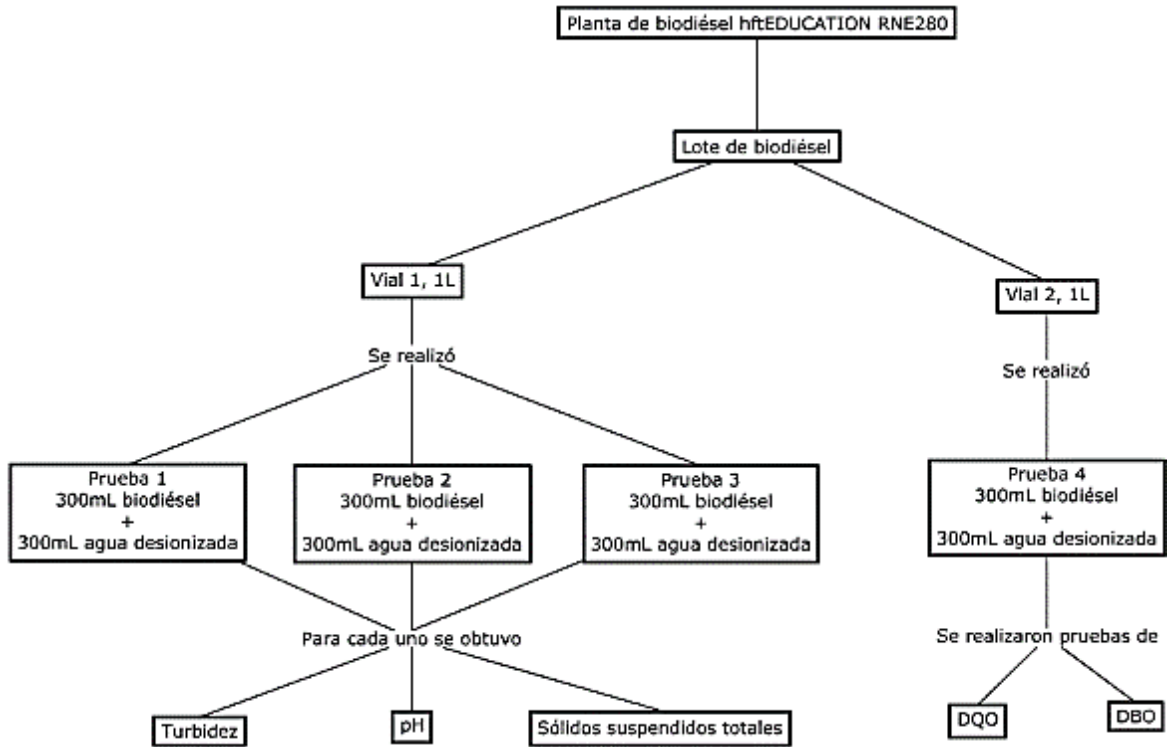 Planta de biodiésel hftEDUCATION RNE280
Lote de biodiésel
Vial 1, 1L
Vial 2, 1L
Se realizó
Se realizó
Prueba 1
300mL biodiésel
+
300mL agua desionizada
Prueba 2
300mL biodiésel
+
300mL agua desionizada
Prueba 3
300mL biodiésel
+
300mL agua desionizada
Prueba 4
300mL biodiésel
+
300mL agua desionizada
Para cada uno se obtuvo
Se realizaron pruebas de
Turbidez
pH
Sólidos suspendidos totales
DQO
DBO